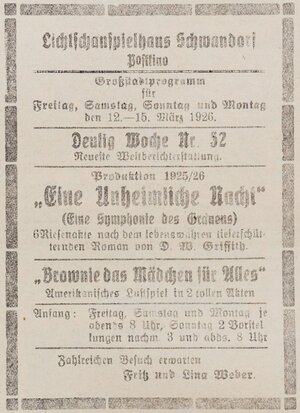 Lichtschauspielhaus Schwandorf
Postkino
Großstadtprogramm
für
Freitag, Samstag, Sonntag und Montag
den 12.—15. März 1926.
Deulig Woche Nr. 52
Neueste Weltberichterstattung.
Produktion 1925/26
„Eine Unheimliche Nacht“
(Eine Symphonie des Grauens)
6 Riesenakte nach dem lebenswahren tieferschüt-
ternden Roman von D. W. Griffith.
„Brownie das Mädchen für Alles“
Amerikanisches Lustspiel in 2 tollen Akten
Anfang: Freitag, Samstag und Montag je
abends 8 Uhr, Sonntag 2 Vorstel
lungen nachm. 3 und abds. 8 Uhr
Zahlreichen Besuch erwarten
Fritz und Lina Weber.